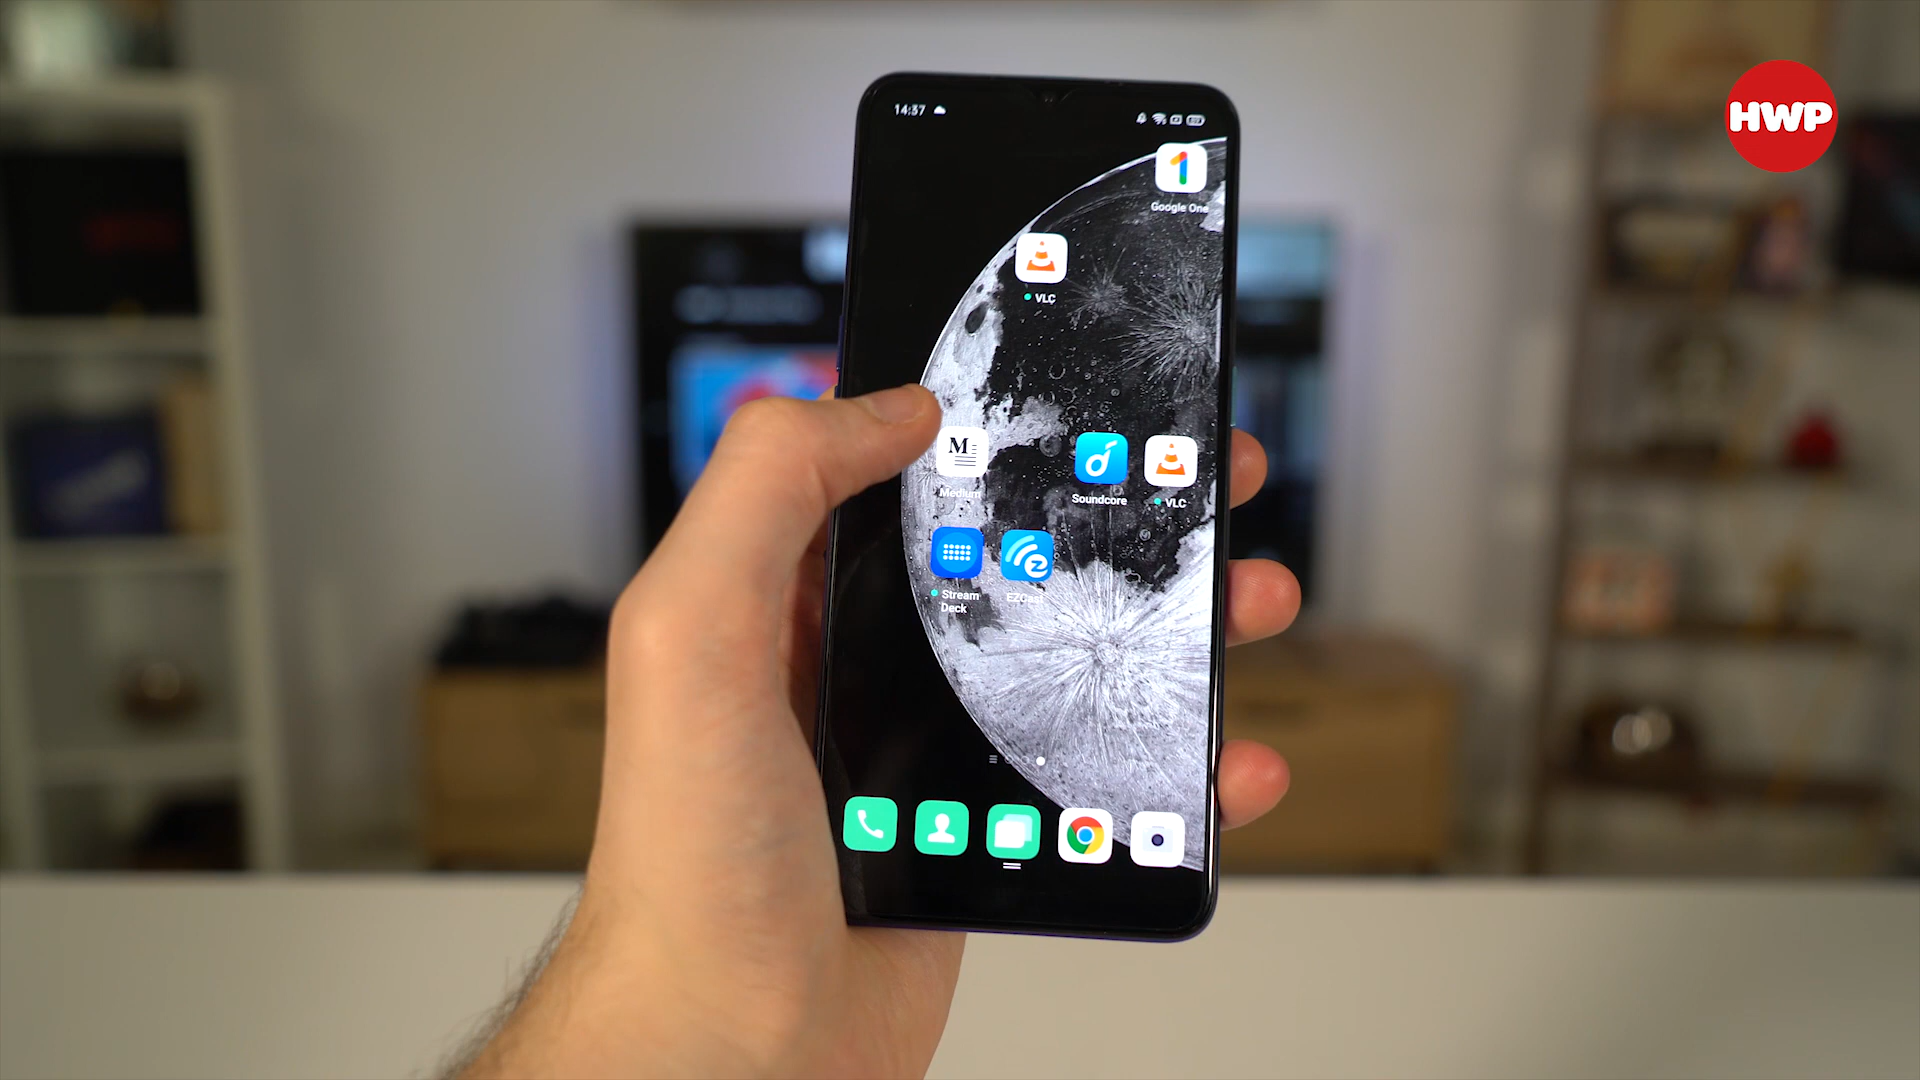 HWP
14:37
Google One
VLC
M
Medium
Soundcore
VLC
Stream
Deck
EZCast